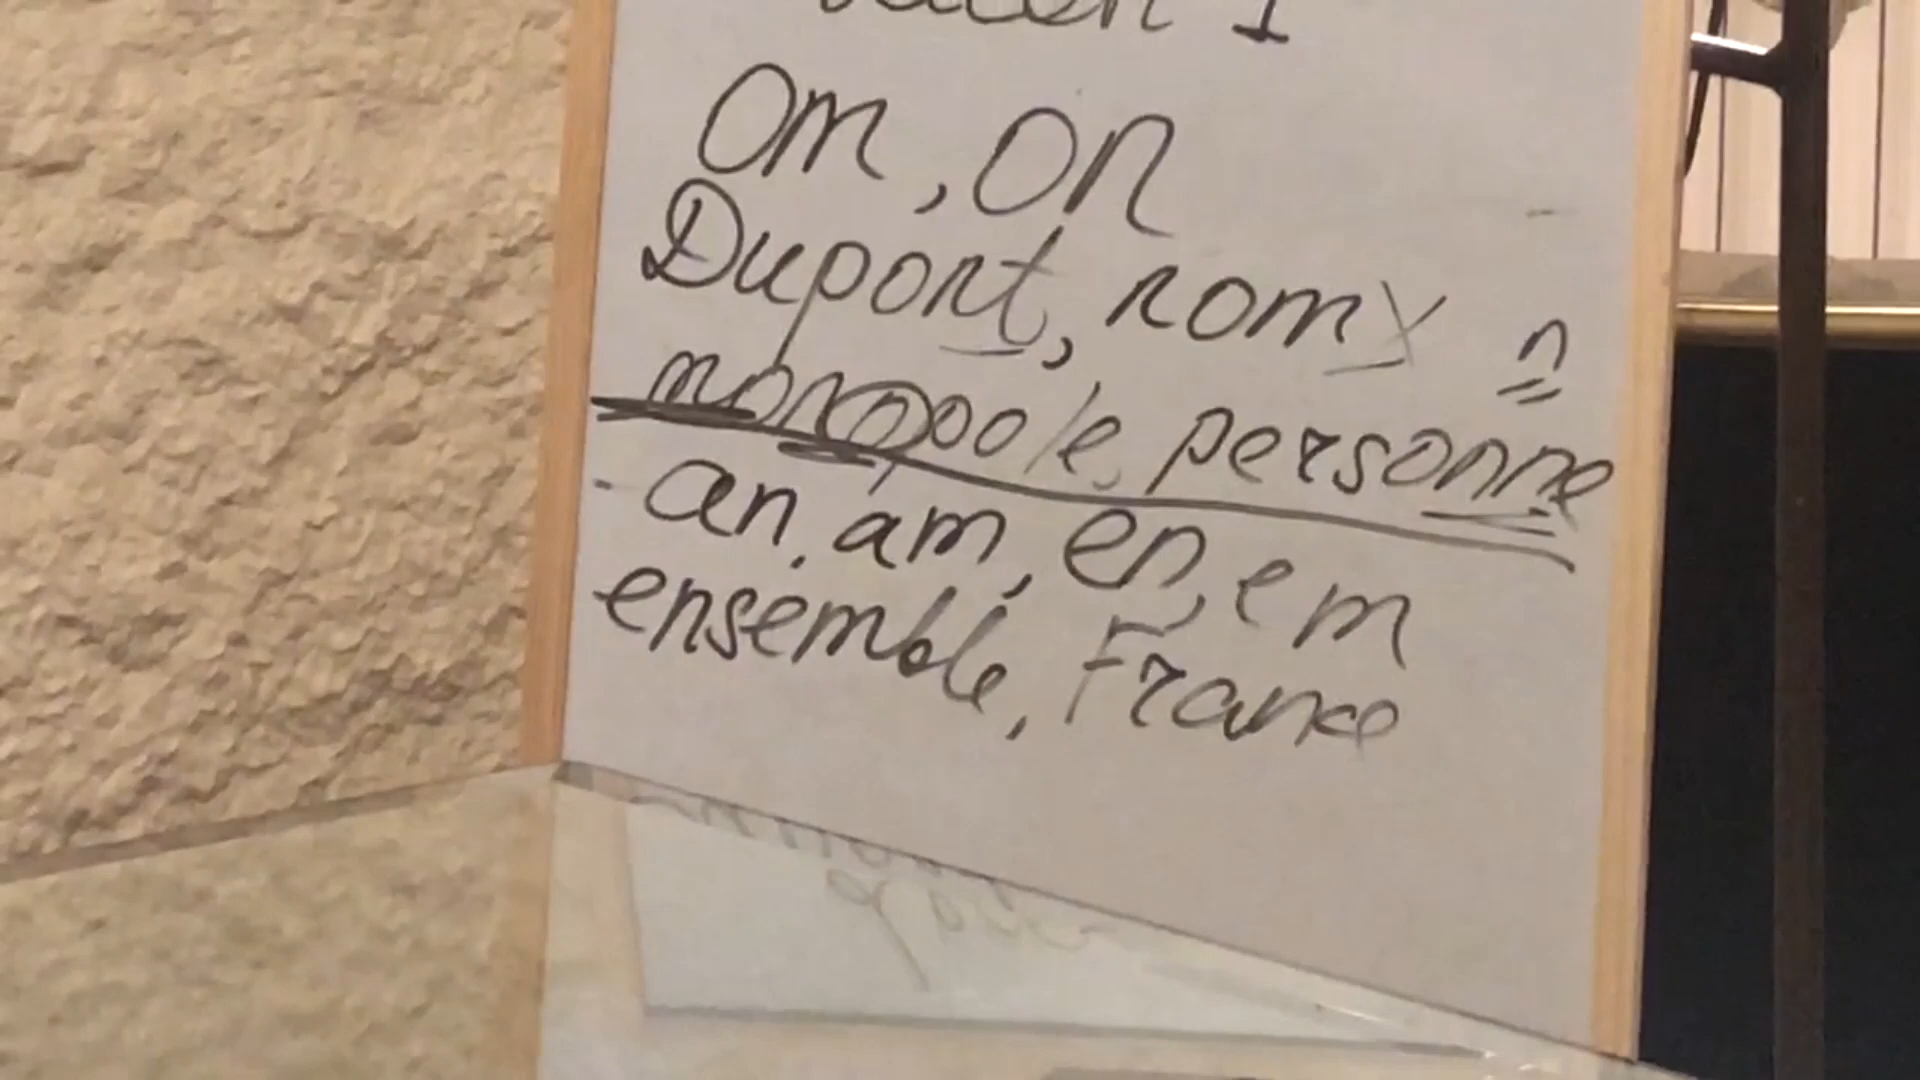 om, on
Dupont, nom
n
monopole, personne
- an, am, en, em
ensemble, France